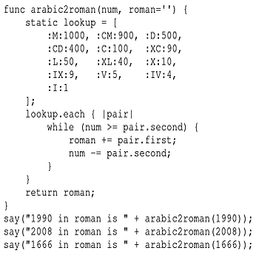 func arabic2roman(num, roman='') {
    static lookup = [
        :M:1000, :CM:900, :D:500,
        :CD:400, :C:100, :XC:90,
        :L:50,   :XL:40, :X:10,
        :IX:9,   :V:5,   :IV:4,
        :I:1
    ];
    lookup.each { |pair|
        while (num >= pair.second) {
            roman += pair.first;
            num -= pair.second;
        }
    }
    return roman;
}
say("1990 in roman is " + arabic2roman(1990));
say("2008 in roman is " + arabic2roman(2008));
say("1666 in roman is " + arabic2roman(1666));